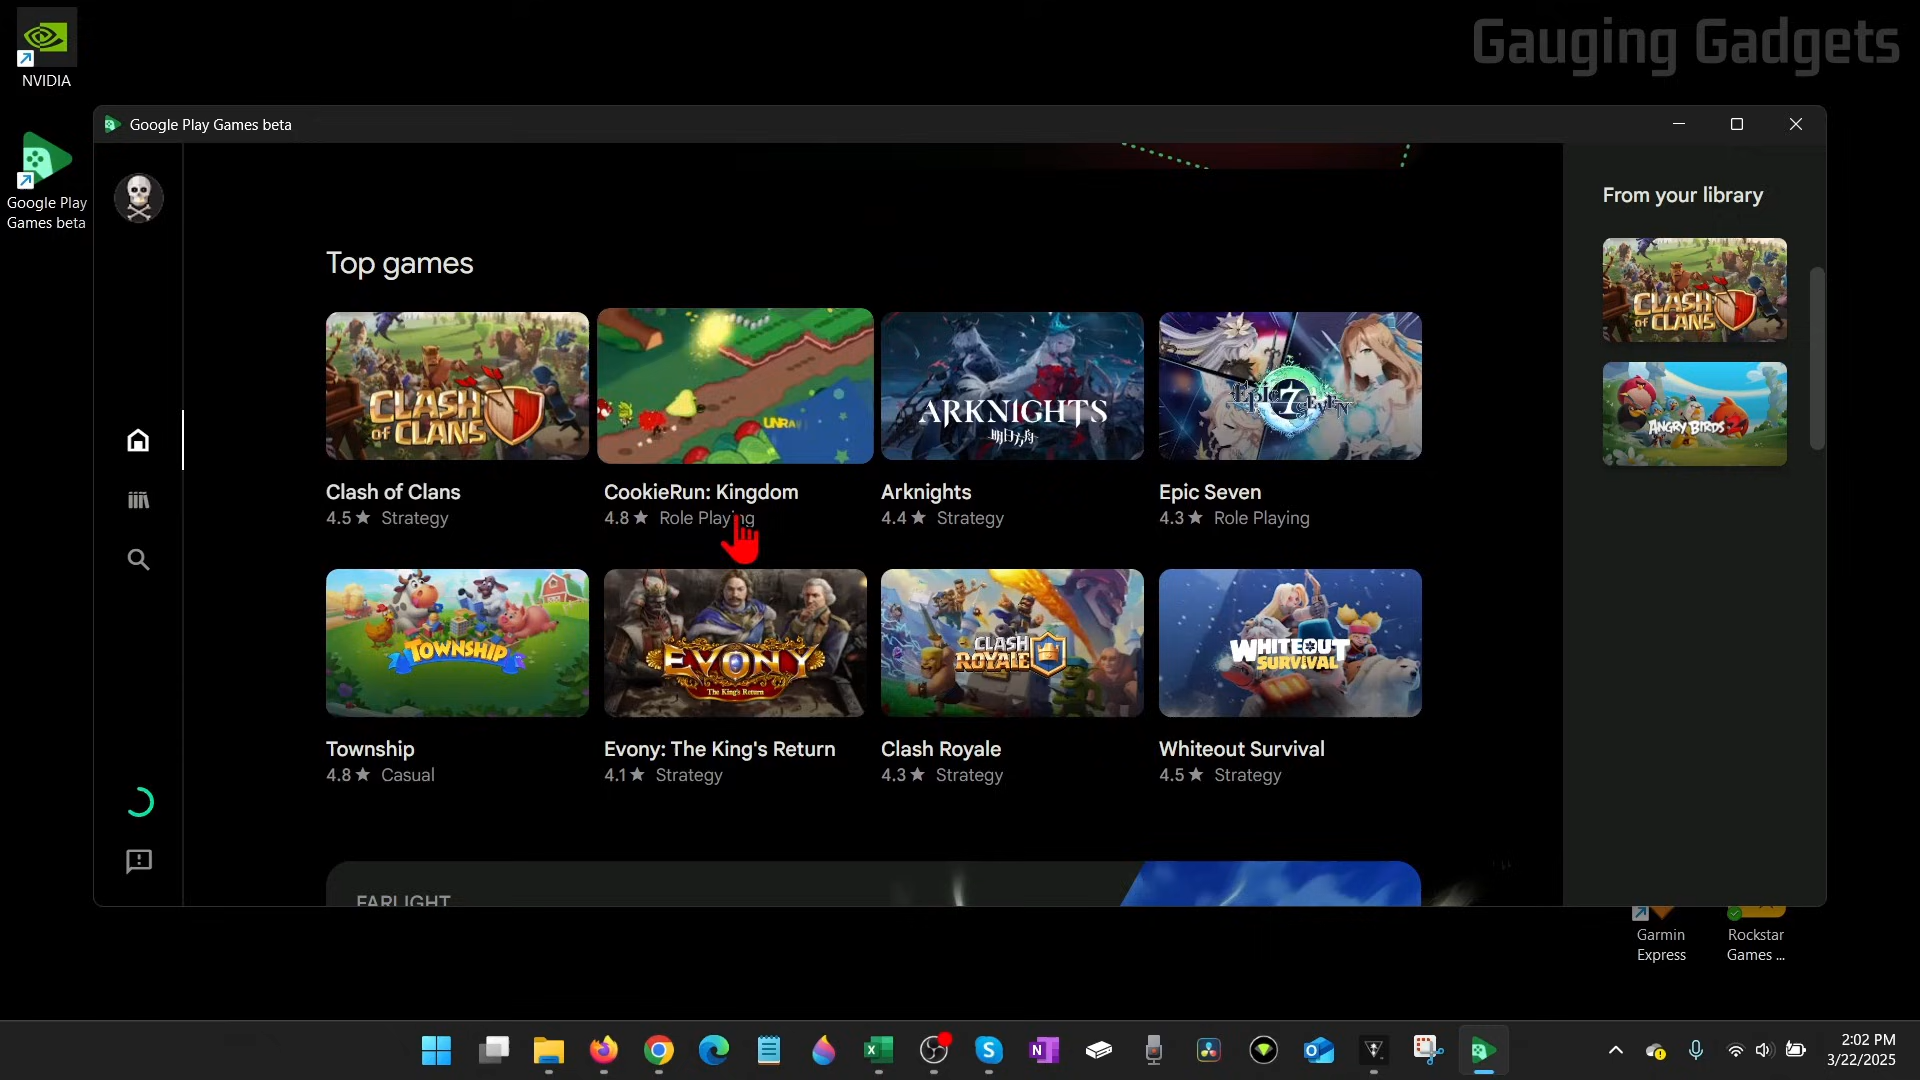 Gauging Gadgets
NVIDIA
Google Play Games beta
Google Play
Games beta
From your library
CLASH
OF CLANS
ANGRY BIRDS
Top games
CLASH
OF CLANS
UNRA
ARKNIGHTS
明日方舟
Epic 7 SEVEN
Clash of Clans
4.5★ Strategy
CookieRun: Kingdom
4.8★ Role Playing
Arknights
4.4★ Strategy
Epic Seven
4.3★ Role Playing
TOWNSHIP
EVONY
The King's Return
CLASH
ROYALE
WHITEOUT
SURVIVAL
Township
4.8★ Casual
Evony: The King's Return
4.1★ Strategy
Clash Royale
4.3★ Strategy
Whiteout Survival
4.5★ Strategy
FARLIGHT
Garmin
Express
Rockstar
Games ...
2:02 PM
3/22/2025